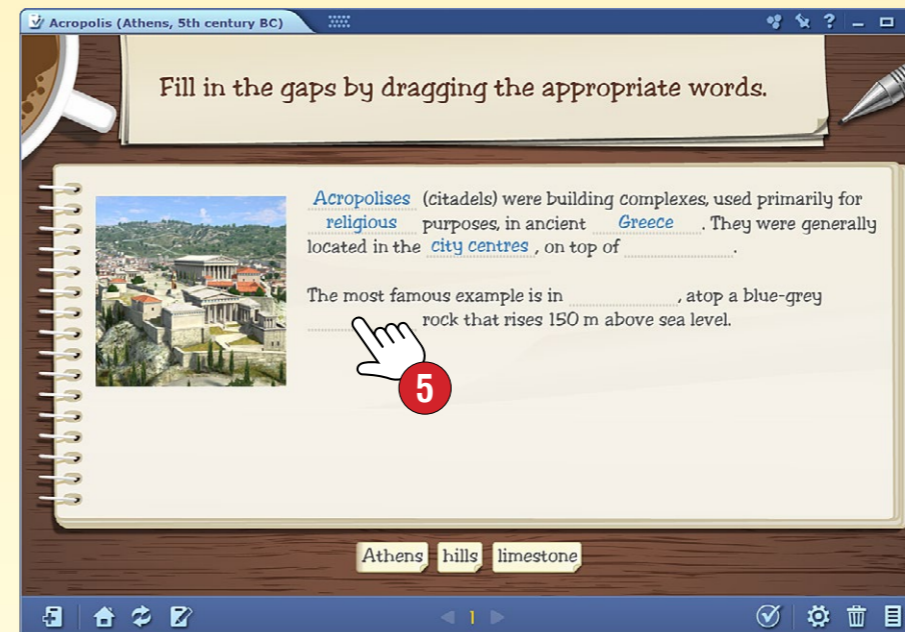 Acropolis (Athens, 5th century BC)
?
Fill in the gaps by dragging the appropriate words.
Acropolises (citadels) were building complexes, used primarily for
religious purposes, in ancient Greece . They were generally
located in the city centres , on top of .
The most famous example is in , atop a blue-grey
rock that rises 150 m above sea level.
5
Athens hills limestone
1